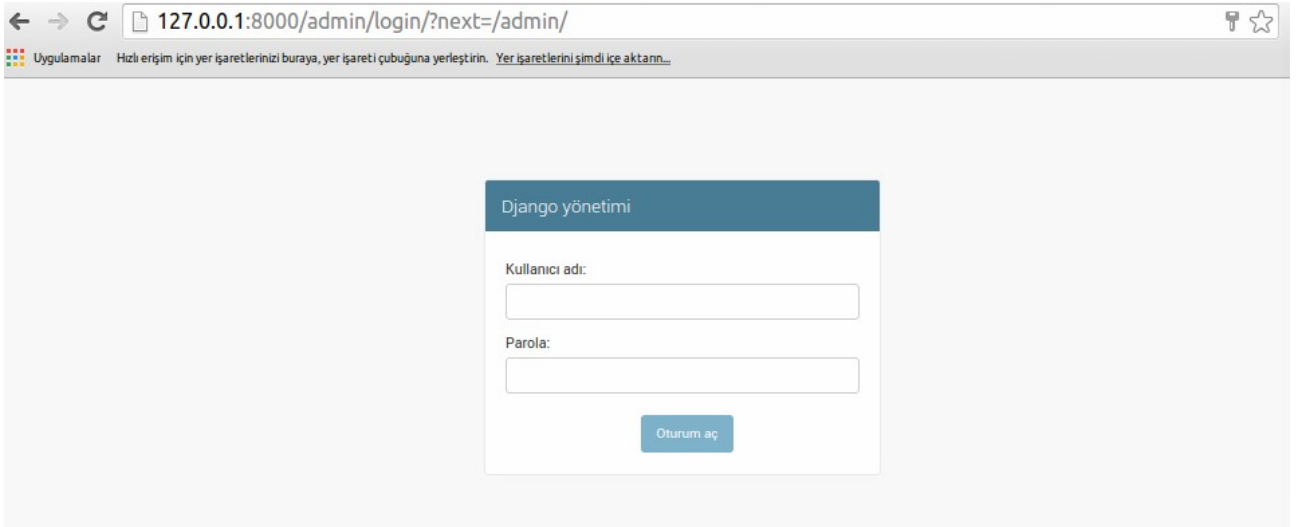 127.0.0.1:8000/admin/login/?next=/admin/
Uygulamalar Hızlı erişim için yer işaretlerinizi buraya, yer işareti çubuğuna yerleştirin. Yer işaretlerini şimdi içe aktarın...
Django yönetimi
Kullanıcı adı:
Parola:
Oturum aç